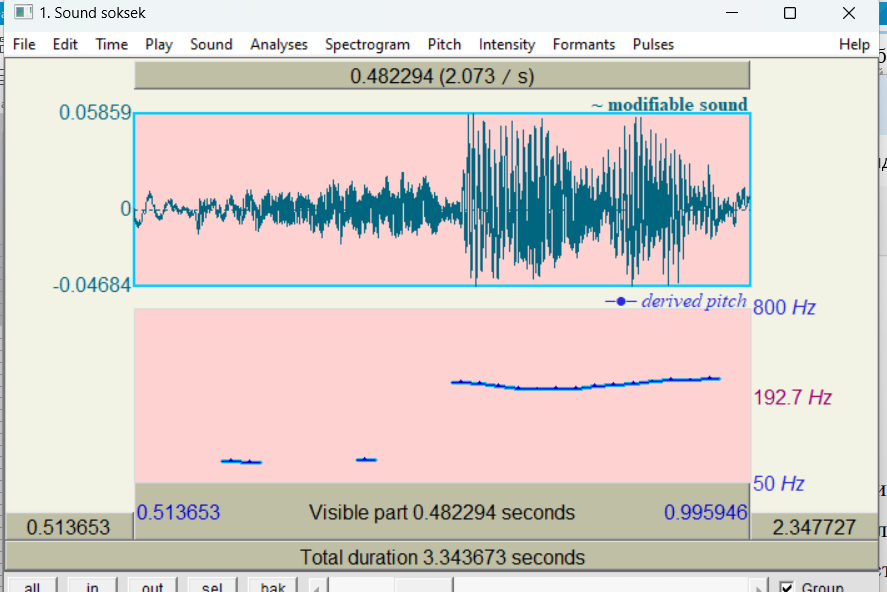 1. Sound soksek
File Edit Time Play Sound Analyses Spectrogram Pitch Intensity Formants Pulses Help
0.482294 (2.073 / s)
~ modifiable sound
0.05859
0
-0.04684
derived pitch
800 Hz
192.7 Hz
50 Hz
0.513653 Visible part 0.482294 seconds 0.995946
0.513653 2.347727
Total duration 3.343673 seconds
all in out sel bak Group